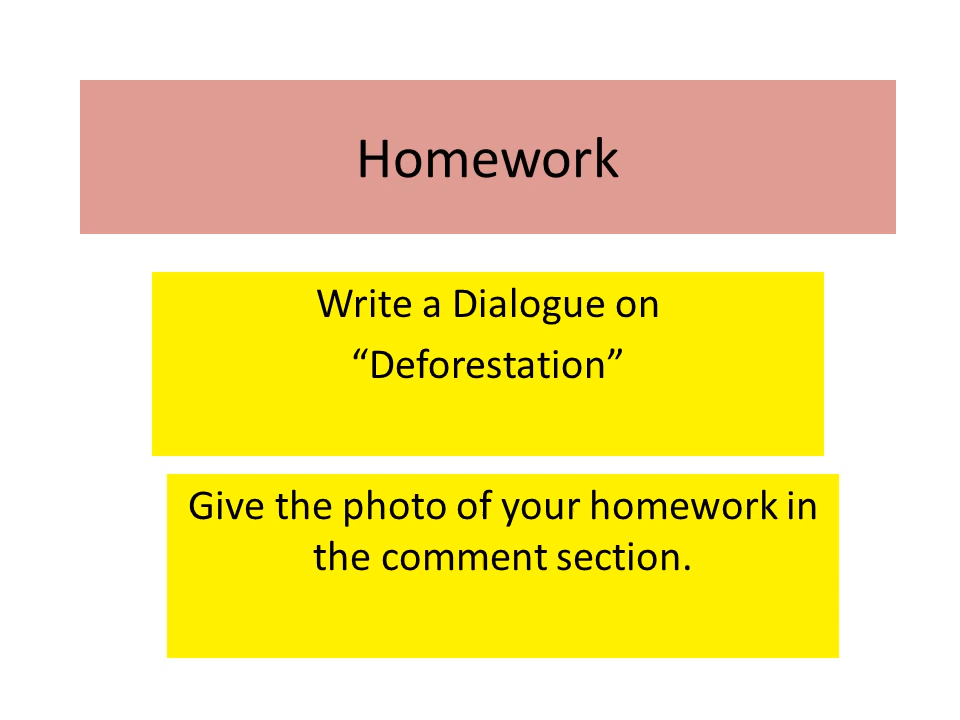 Homework
Write a Dialogue on
“Deforestation”
Give the photo of your homework in
the comment section.